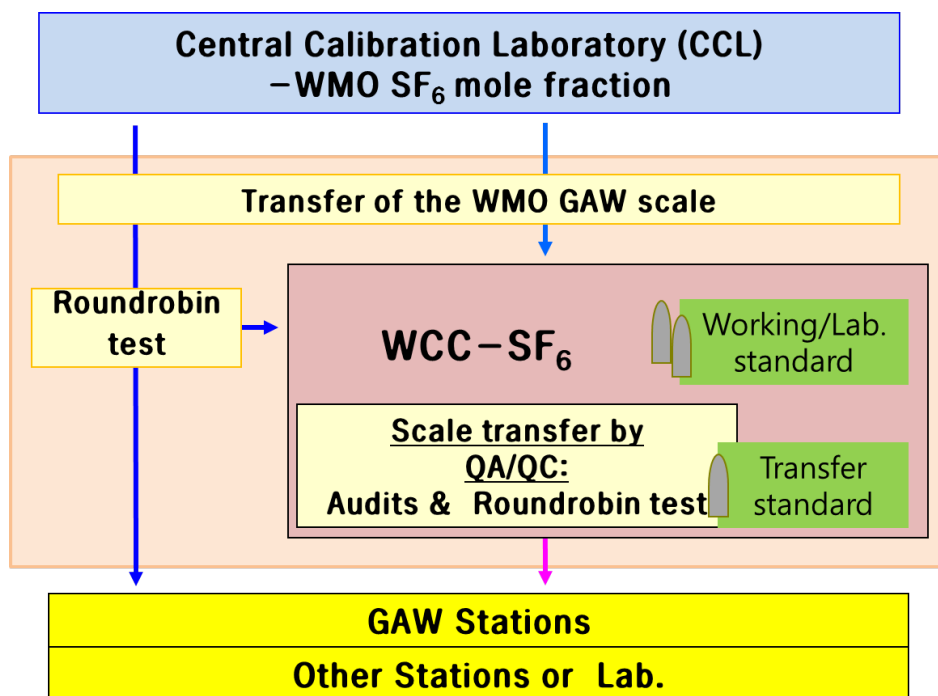 Central Calibration Laboratory (CCL)
–WMO SF₆ mole fraction
Transfer of the WMO GAW scale
Roundrobin
test
WCC–SF₆
Working/Lab.
standard
Scale transfer by
QA/QC:
Audits & Roundrobin test
Transfer
standard
GAW Stations
Other Stations or Lab.